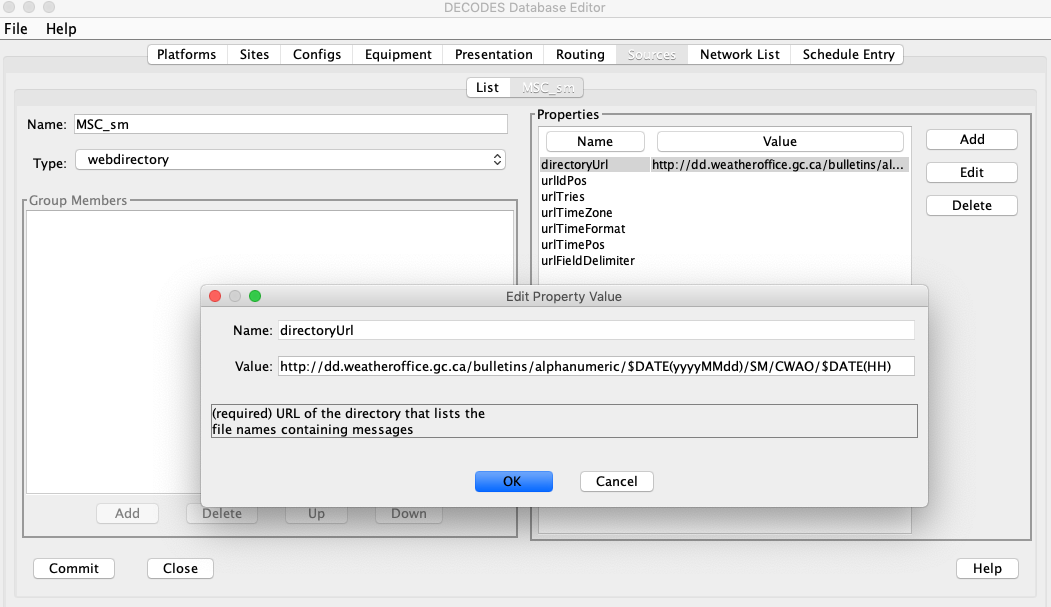 DECODES Database Editor
File Help
Platforms Sites Configs Equipment Presentation Routing Sources Network List Schedule Entry
List MSC_sm
Name: MSC_sm
Type: webdirectory
Group Members
Properties
Name Value
directoryUrl http://dd.weatheroffice.gc.ca/bulletins/al...
urlIdPos
urlTries
urlTimeZone
urlTimeFormat
urlTimePos
urlFieldDelimiter
Add
Edit
Delete
Edit Property Value
Name: directoryUrl
Value: http://dd.weatheroffice.gc.ca/bulletins/alphanumeric/$DATE(yyyyMMdd)/SM/CWAO/$DATE(HH)
(required) URL of the directory that lists the
file names containing messages
OK Cancel
Add Delete Up Down
Commit Close Help